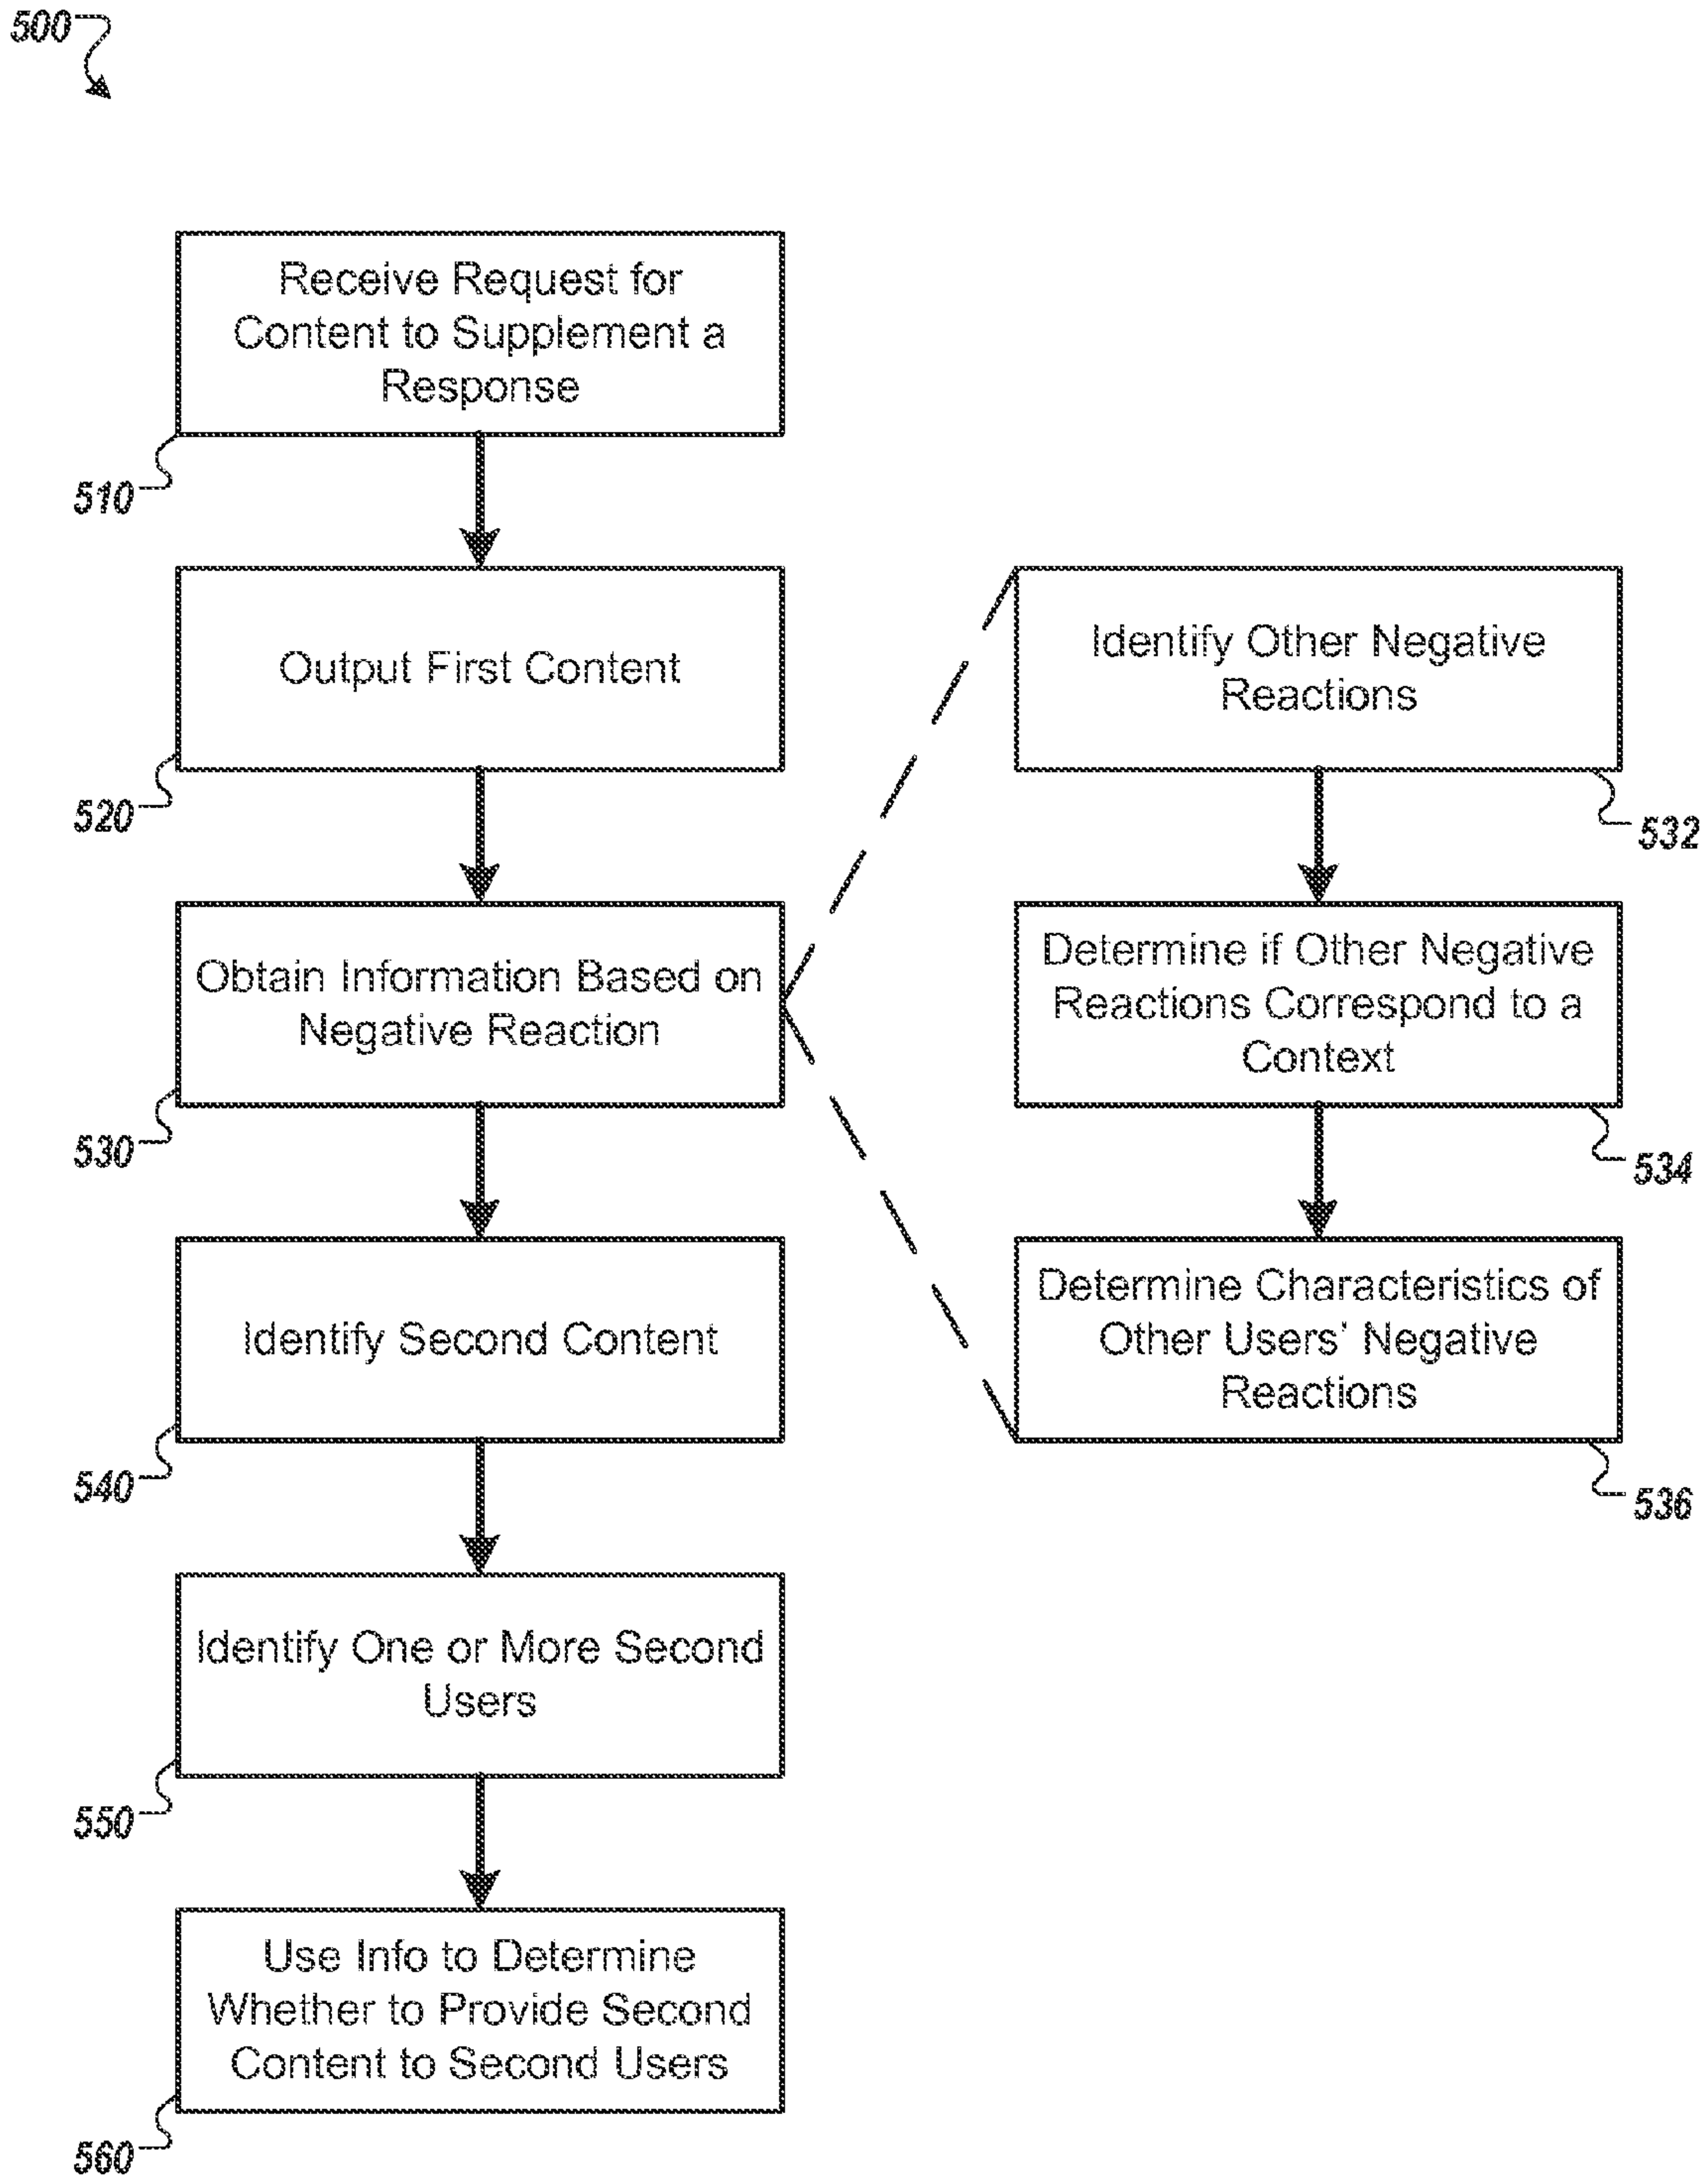 500
Receive Request for
Content to Supplement a
Response
510
Output First Content
520
Obtain Information Based on
Negative Reaction
530
Identify Second Content
540
Identify One or More Second
Users
550
Use Info to Determine
Whether to Provide Second
Content to Second Users
560
Identify Other Negative
Reactions
532
Determine if Other Negative
Reactions Correspond to a
Context
534
Determine Characteristics of
Other Users' Negative
Reactions
536